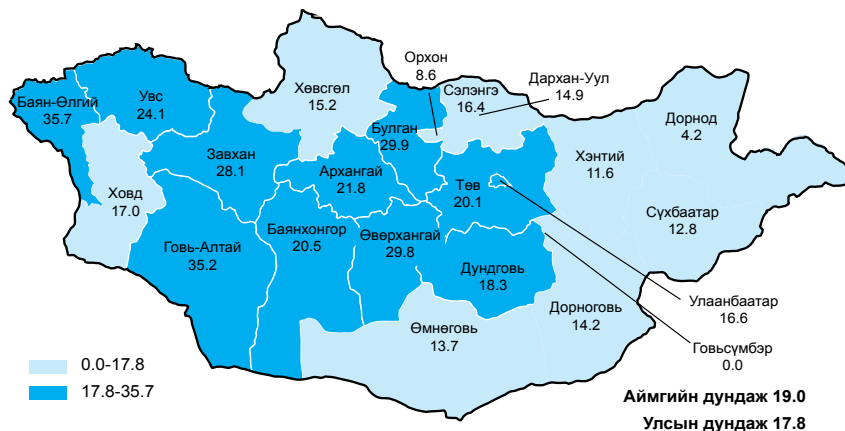 Орхон
8.6
Сэлэнгэ
16.4
Дархан-Уул
14.9
Хөвсгөл
15.2
Увс
24.1
Баян-Өлгий
35.7
Дорнод
4.2
Булган
29.9
Завхан
28.1
Хэнтий
11.6
Архангай
21.8
Төв
20.1
Ховд
17.0
Сүхбаатар
12.8
Баянхонгор
20.5
Өвөрхангай
29.8
Говь-Алтай
35.2
Дундговь
18.3
Улаанбаатар
16.6
Дорноговь
14.2
Өмнөговь
13.7
Говьсүмбэр
0.0
0.0-17.8
17.8-35.7
Аймгийн дундаж 19.0
Улсын дундаж 17.8